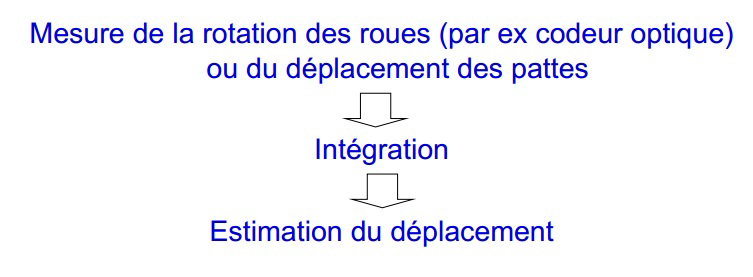 Mesure de la rotation des roues (par ex codeur optique)
ou du déplacement des pattes
Intégration
Estimation du déplacement